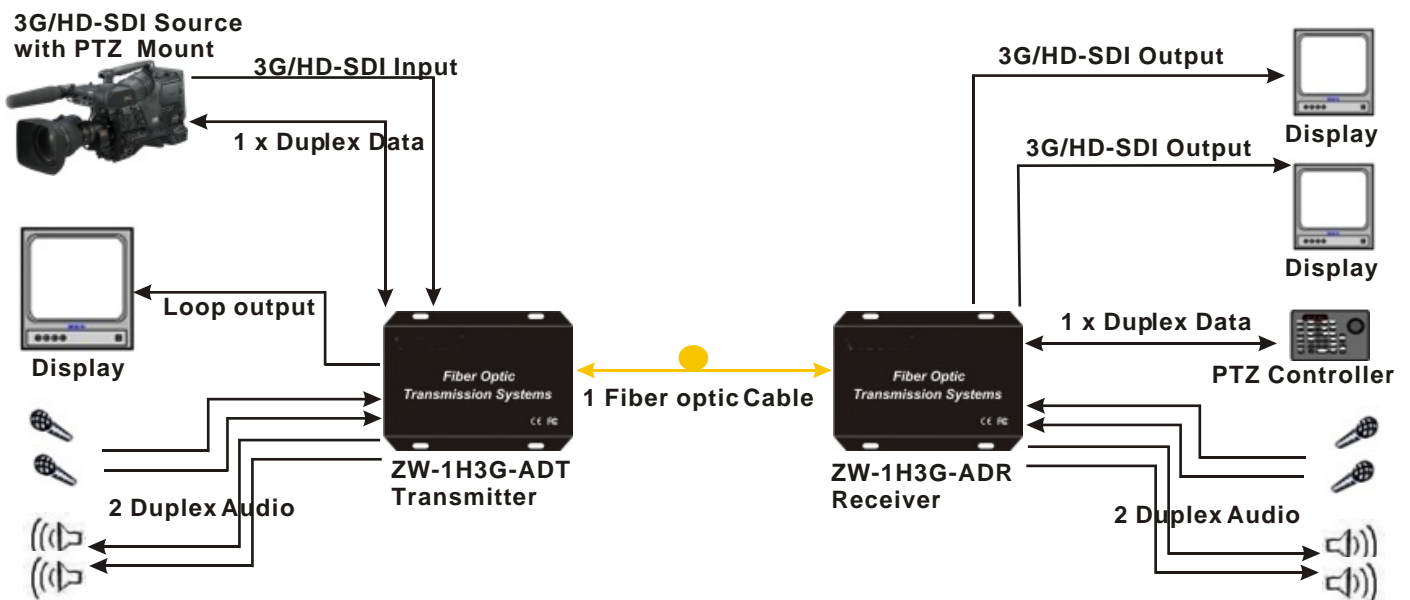 3G/HD-SDI Source
with PTZ Mount
3G/HD-SDI Input
1 x Duplex Data
Loop output
Display
2 Duplex Audio
Fiber Optic
Transmission Systems
CE FC
ZW-1H3G-ADT
Transmitter
1 Fiber optic Cable
3G/HD-SDI Output
Display
3G/HD-SDI Output
Display
1 x Duplex Data
PTZ Controller
Fiber Optic
Transmission Systems
CE FC
ZW-1H3G-ADR
Receiver
2 Duplex Audio